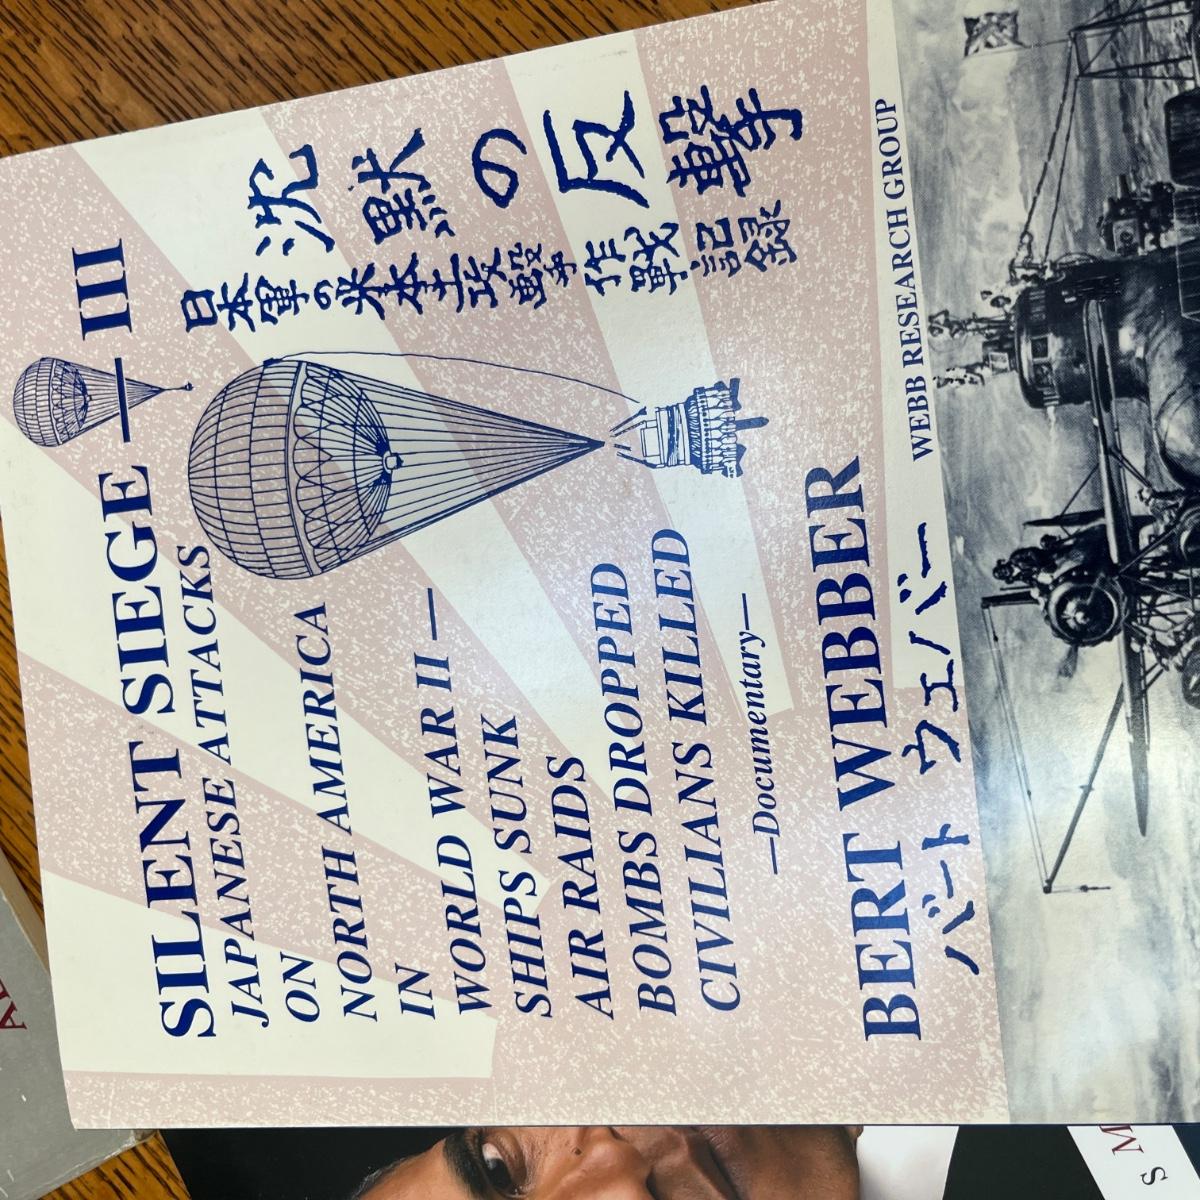 SILENT SIEGE — III
JAPANESE ATTACKS
ON
NORTH AMERICA
IN
WORLD WAR II —
SHIPS SUNK
AIR RAIDS
BOMBS DROPPED
CIVILIANS KILLED
—Documentary—
沈黙の反撃
日本軍の米本土攻撃作戦記録
BERT WEBBER
バート ウェバー
WEBB RESEARCH GROUP